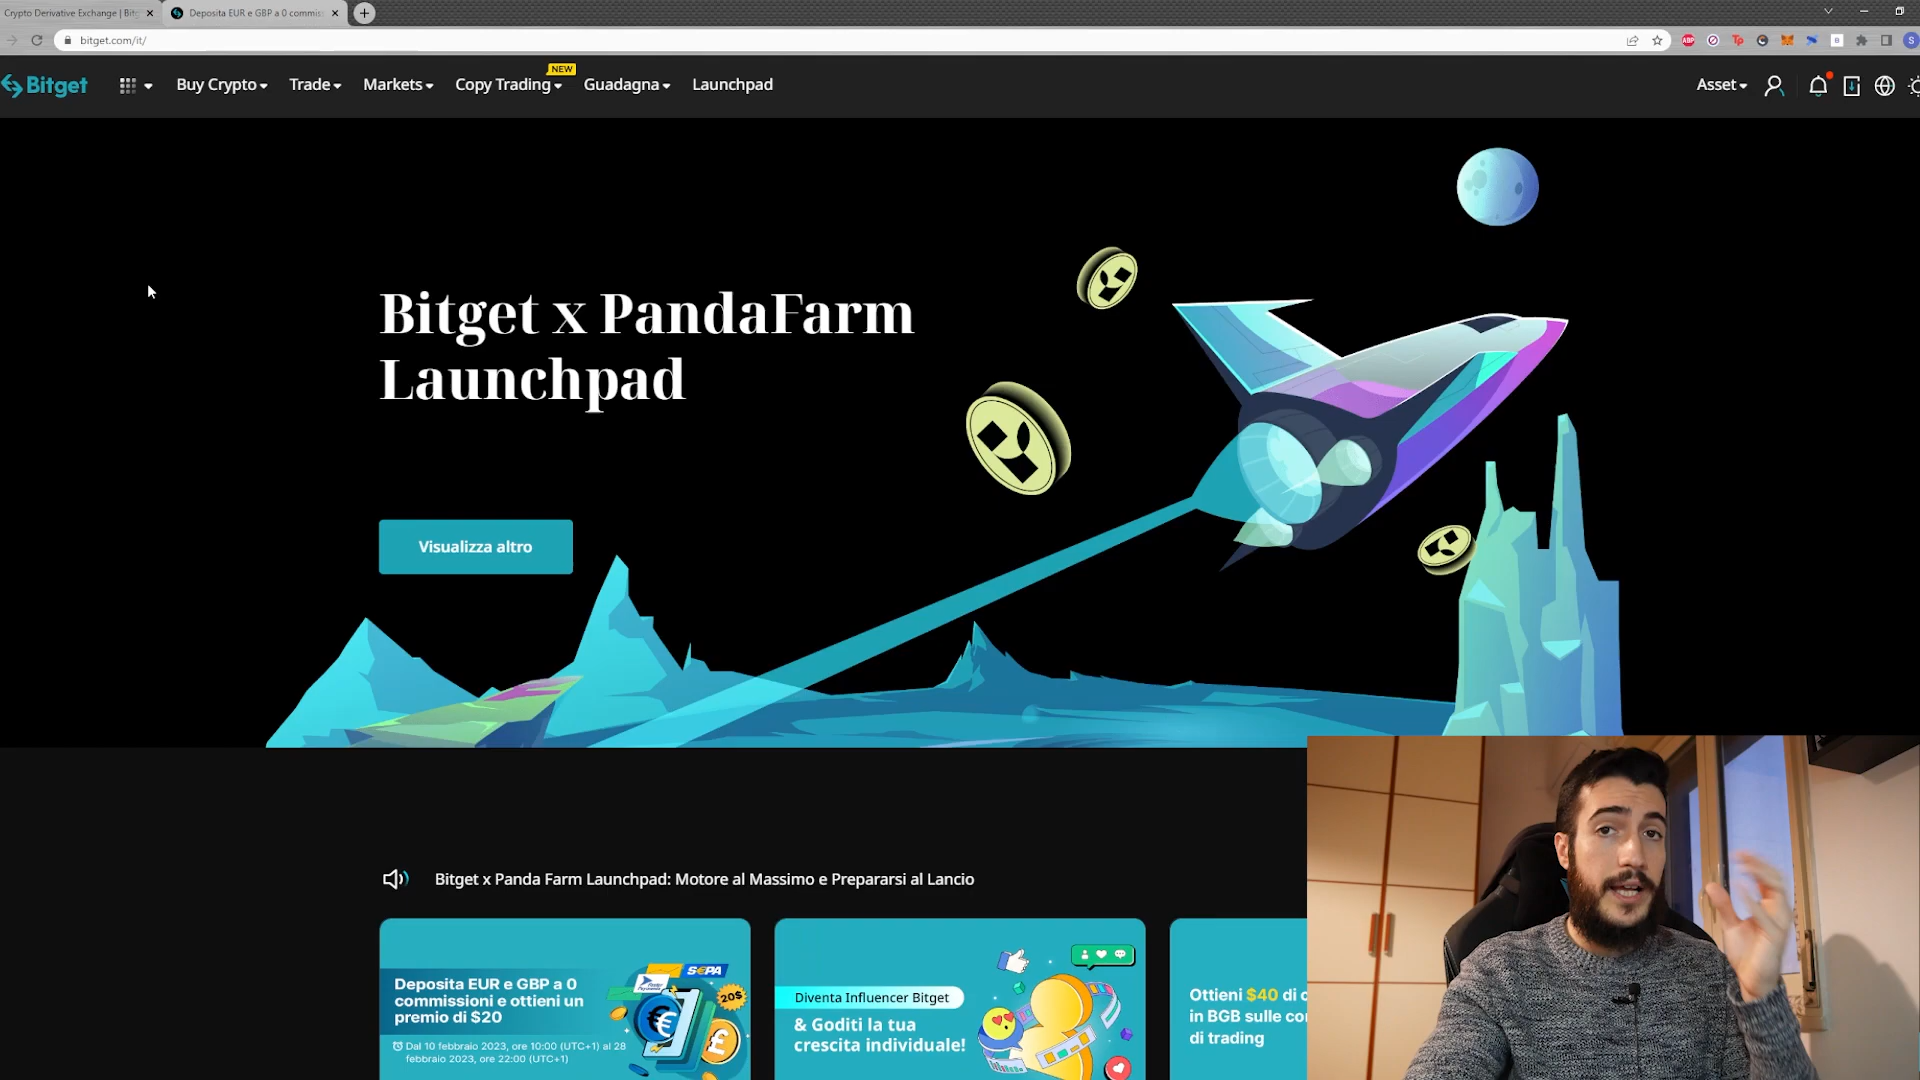 Crypto Derivative Exchange | Bitg
Deposita EUR e GBP a 0 commiss
bitget.com/it/
ABP
Bitget
Buy Crypto
Trade
Markets
Copy Trading
NEW
Guadagna
Launchpad
Asset
Bitget x PandaFarm
Launchpad
Visualizza altro
Bitget x Panda Farm Launchpad: Motore al Massimo e Prepararsi al Lancio
Deposita EUR e GBP a 0
commissioni e ottieni un
premio di $20
Dal 10 febbraio 2023, ore 10:00 (UTC+1) al 28
febbraio 2023, ore 22:00 (UTC+1)
SEPA
20$
Diventa Influencer Bitget
& Goditi la tua
crescita individuale!
Ottieni $40 di c
in BGB sulle co
di trading